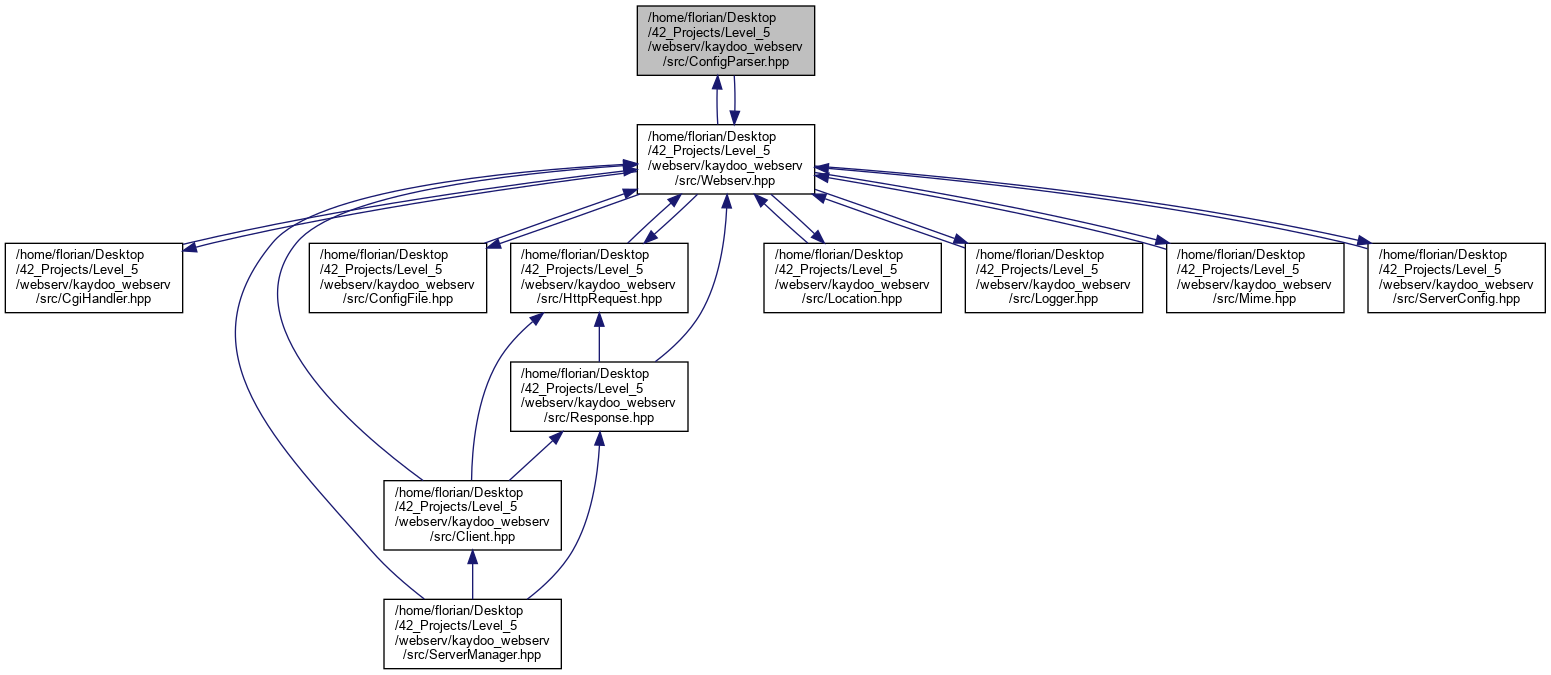 /home/florian/Desktop
/42_Projects/Level_5
/webserv/kaydoo_webserv
/src/ConfigParser.hpp
/home/florian/Desktop
/42_Projects/Level_5
/webserv/kaydoo_webserv
/src/Webserv.hpp
/home/florian/Desktop
/42_Projects/Level_5
/webserv/kaydoo_webserv
/src/CgiHandler.hpp
/home/florian/Desktop
/42_Projects/Level_5
/webserv/kaydoo_webserv
/src/ConfigFile.hpp
/home/florian/Desktop
/42_Projects/Level_5
/webserv/kaydoo_webserv
/src/HttpRequest.hpp
/home/florian/Desktop
/42_Projects/Level_5
/webserv/kaydoo_webserv
/src/Location.hpp
/home/florian/Desktop
/42_Projects/Level_5
/webserv/kaydoo_webserv
/src/Logger.hpp
/home/florian/Desktop
/42_Projects/Level_5
/webserv/kaydoo_webserv
/src/Mime.hpp
/home/florian/Desktop
/42_Projects/Level_5
/webserv/kaydoo_webserv
/src/ServerConfig.hpp
/home/florian/Desktop
/42_Projects/Level_5
/webserv/kaydoo_webserv
/src/Response.hpp
/home/florian/Desktop
/42_Projects/Level_5
/webserv/kaydoo_webserv
/src/Client.hpp
/home/florian/Desktop
/42_Projects/Level_5
/webserv/kaydoo_webserv
/src/ServerManager.hpp